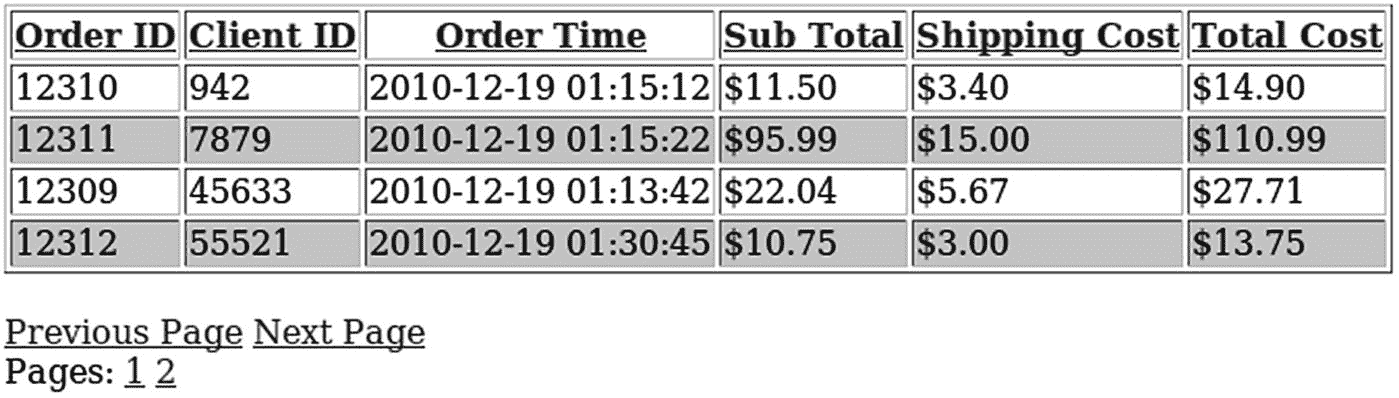 Order ID Client ID Order Time Sub Total Shipping Cost Total Cost
12310 942 2010-12-19 01:15:12 $11.50 $3.40 $14.90
12311 7879 2010-12-19 01:15:22 $95.99 $15.00 $110.99
12309 45633 2010-12-19 01:13:42 $22.04 $5.67 $27.71
12312 55521 2010-12-19 01:30:45 $10.75 $3.00 $13.75
Previous Page Next Page
Pages: 1 2